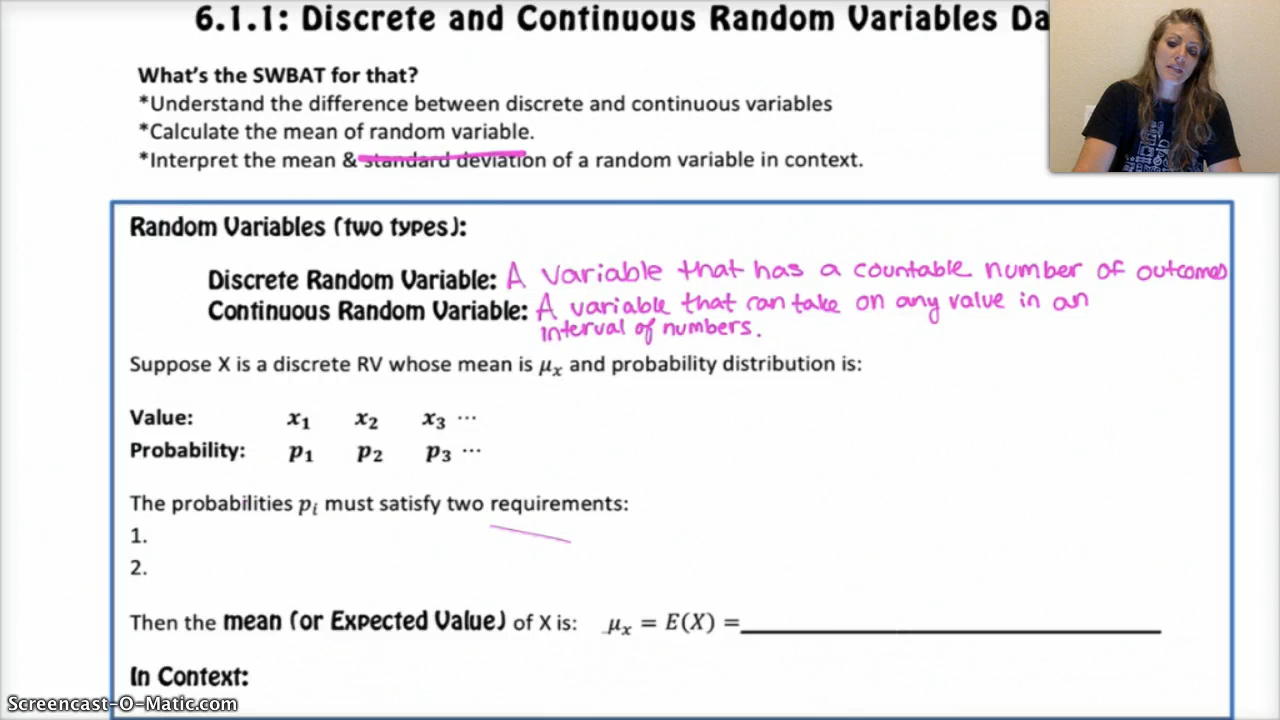 6.1.1: Discrete and Continuous Random Variables Da
What's the SWBAT for that?
*Understand the difference between discrete and continuous variables
*Calculate the mean of random variable.
*Interpret the mean & standard deviation of a random variable in context.
Random Variables (two types):
Discrete Random Variable: A variable that has a countable number of outcomes
Continuous Random Variable: A variable that can take on any value in an
interval of numbers.
Suppose X is a discrete RV whose mean is μₓ and probability distribution is:
Value: x₁ x₂ x₃ ⋯
Probability: p₁ p₂ p₃ ⋯
The probabilities pᵢ must satisfy two requirements:
1.
2.
Then the mean (or Expected Value) of X is: μₓ = E(X) =
In Context:
Screencast-O-Matic.com